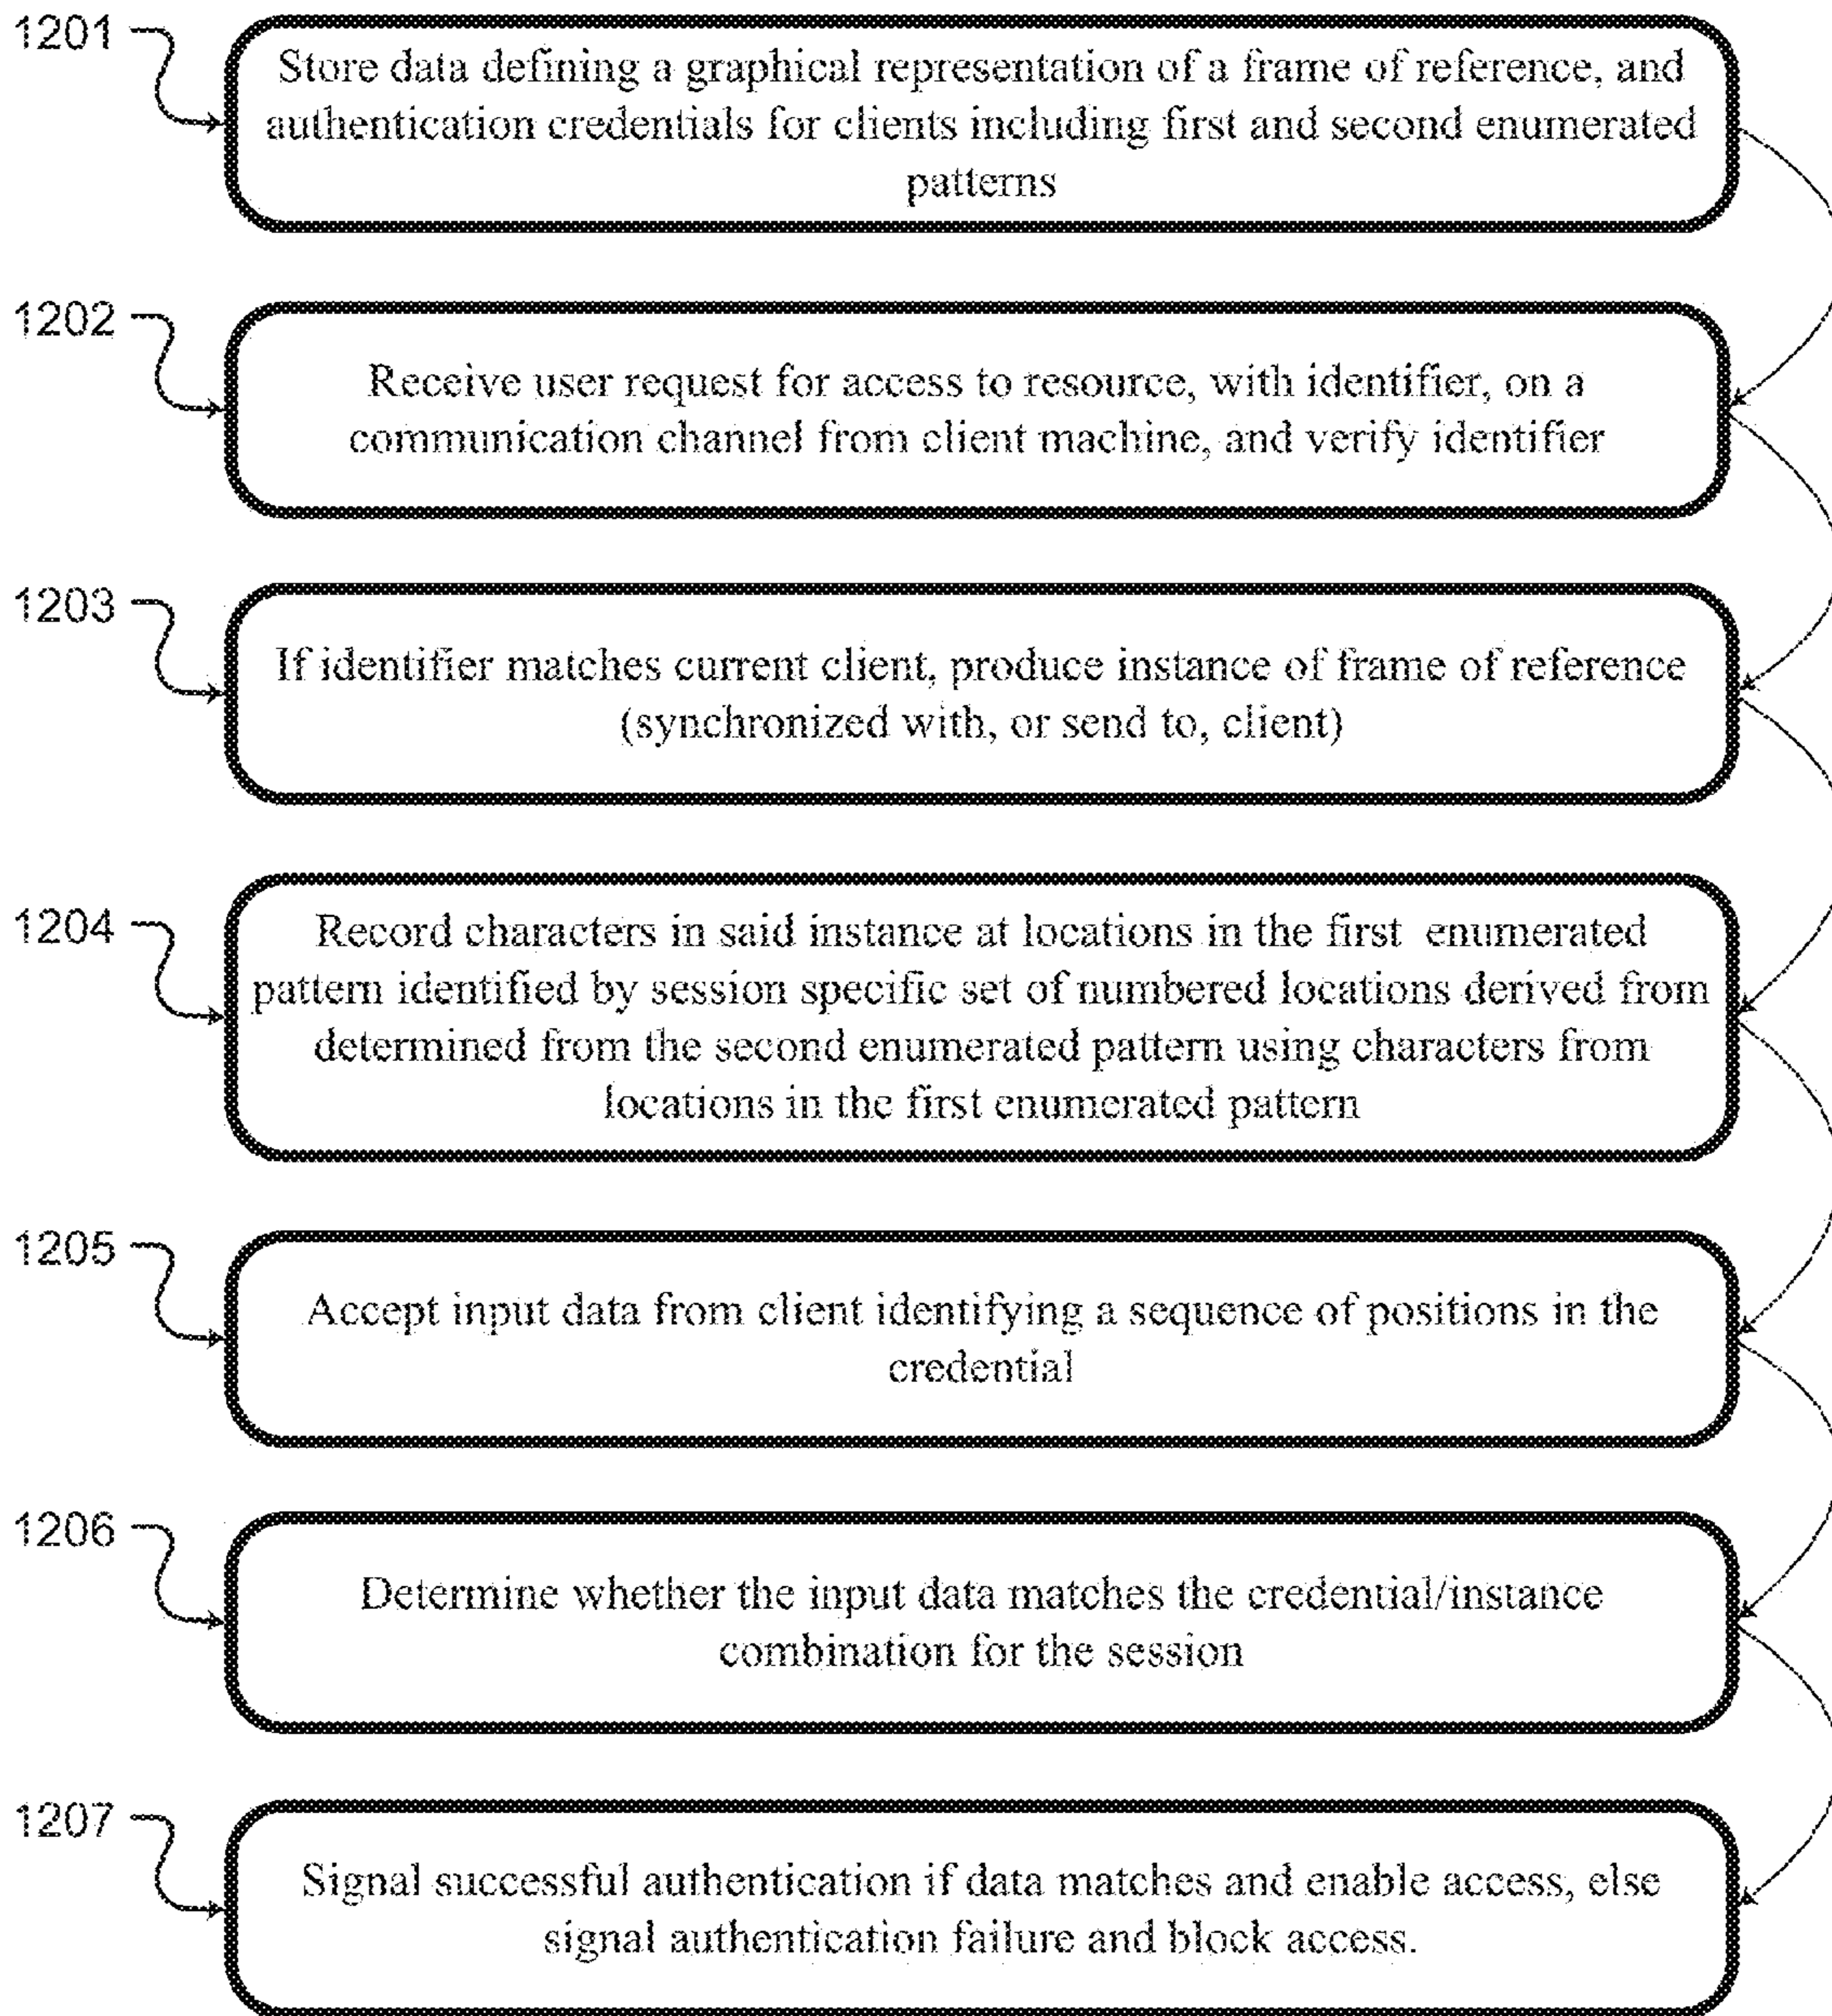 1201
Store data defining a graphical representation of a frame of reference, and
authentication credentials for clients including first and second enumerated
patterns
1202
Receive user request for access to resource, with identifier, on a
communication channel from client machine, and verify identifier
1203
If identifier matches current client, produce instance of frame of reference
(synchronized with, or send to, client)
1204
Record characters in said instance at locations in the first enumerated
pattern identified by session specific set of numbered locations derived from
determined from the second enumerated pattern using characters from
locations in the first enumerated pattern
1205
Accept input data from client identifying a sequence of positions in the
credential
1206
Determine whether the input data matches the credential/instance
combination for the session
1207
Signal successful authentication if data matches and enable access, else
signal authentication failure and block access.